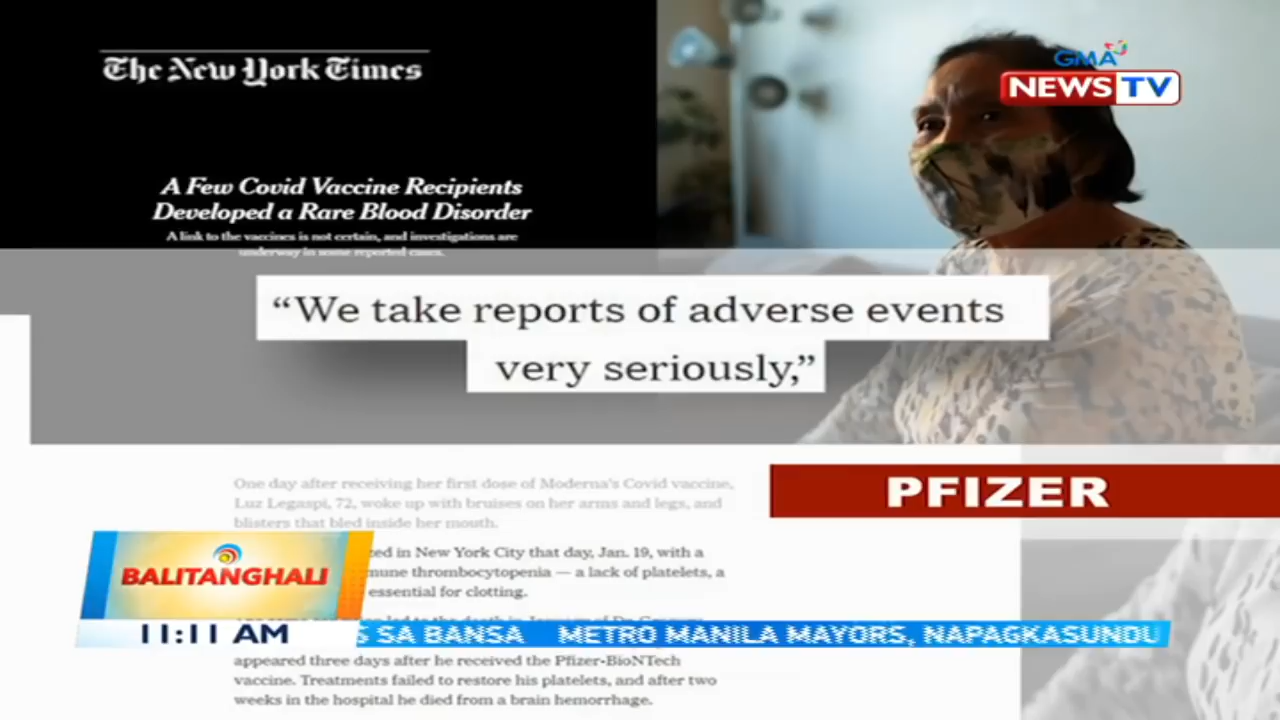 The New York Times
GMA
NEWS TV
A Few Covid Vaccine Recipients
Developed a Rare Blood Disorder
A link to the vaccines is not certain, and investigations are
underway in some reported cases.
“We take reports of adverse events
very seriously,”
PFIZER
One day after receiving her first dose of Moderna's Covid vaccine,
Luz Legaspi, 72, woke up with bruises on her arms and legs, and
blisters that bled inside her mouth.
in New York City that day, Jan. 19, with a
thrombocytopenia — a lack of platelets, a
essential for clotting.
BALITANGHALI
11:11 AM
S SA BANSA METRO MANILA MAYORS, NAPAGKASUNDU
appeared three days after he received the Pfizer-BioNTech
vaccine. Treatments failed to restore his platelets, and after two
weeks in the hospital he died from a brain hemorrhage.